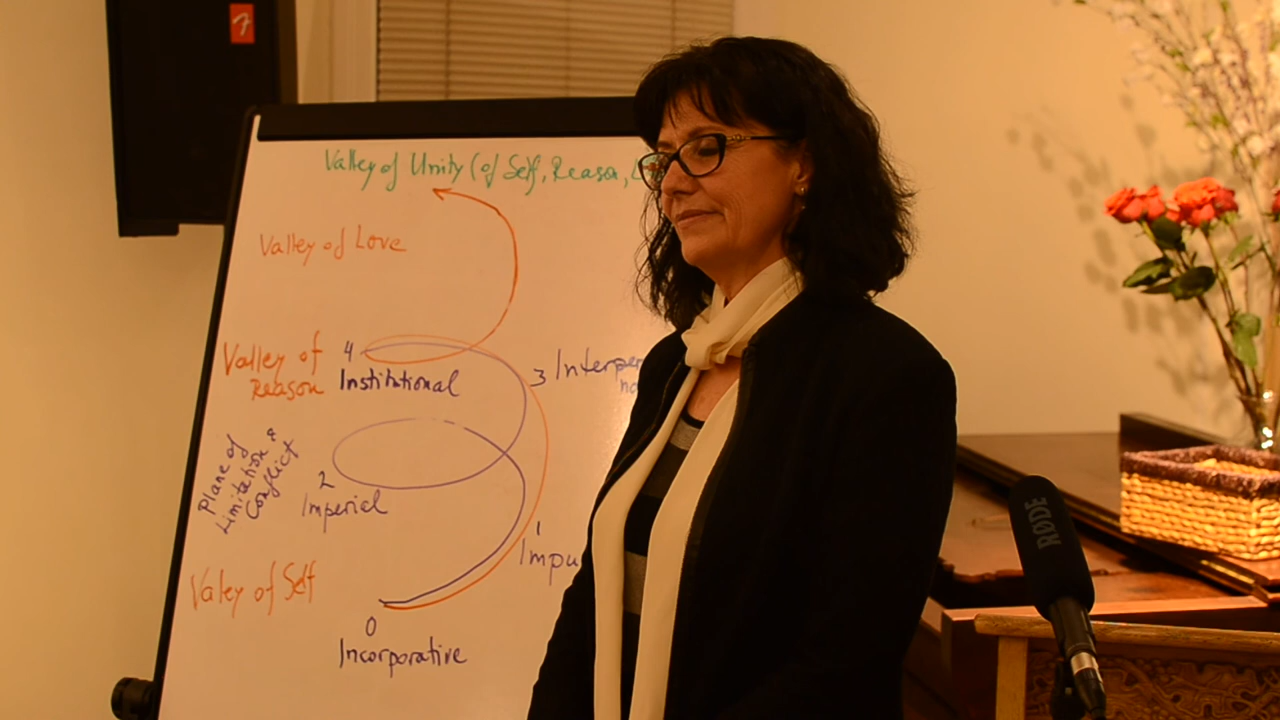 Valley of Unity (of Self, Reason,
Valley of Love
Valley of
Reason
4
Institutional
3 Interper
Plane of
Limitation &
Conflict
2
Imperial
1
Impu
Valey of Self
0
Incorporative
RØDE